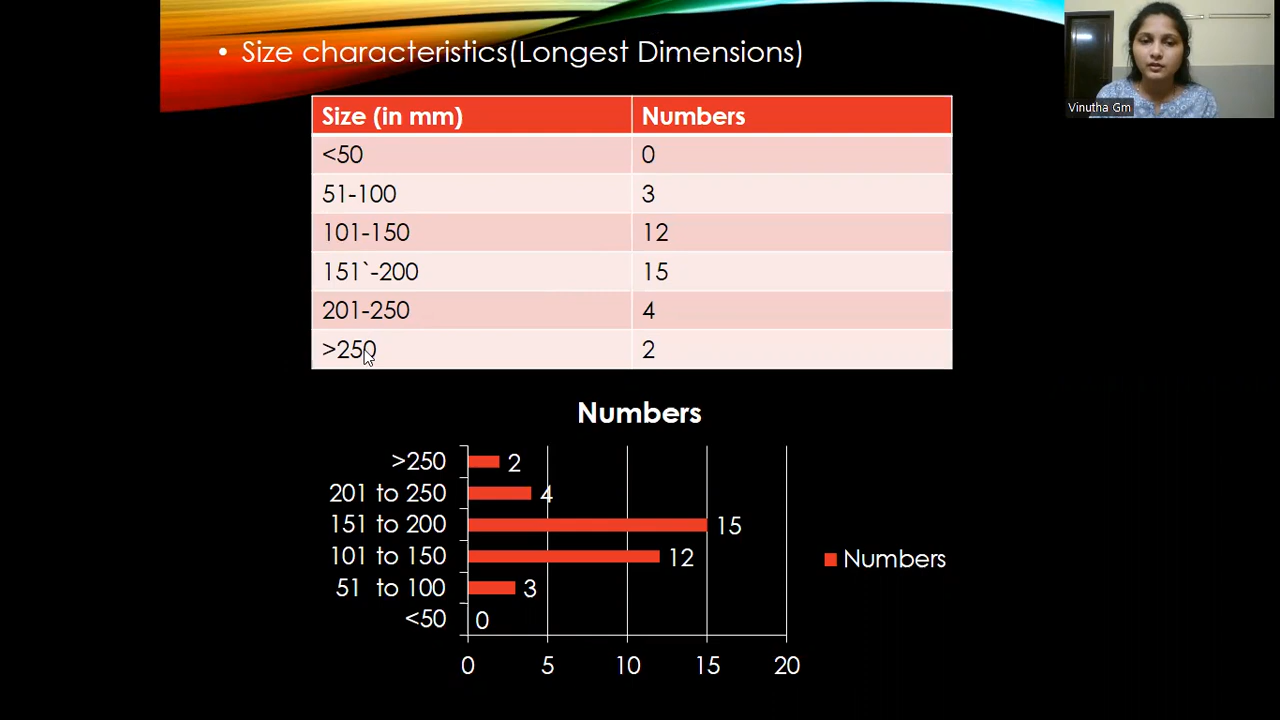 • Size characteristics(Longest Dimensions)
Size (in mm) Numbers
<50 0
51-100 3
101-150 12
151`-200 15
201-250 4
>250 2
Numbers
>250 2
201 to 250 4
151 to 200 15
101 to 150 12
51 to 100 3
<50 0
0 5 10 15 20
Numbers
Vinutha Gm